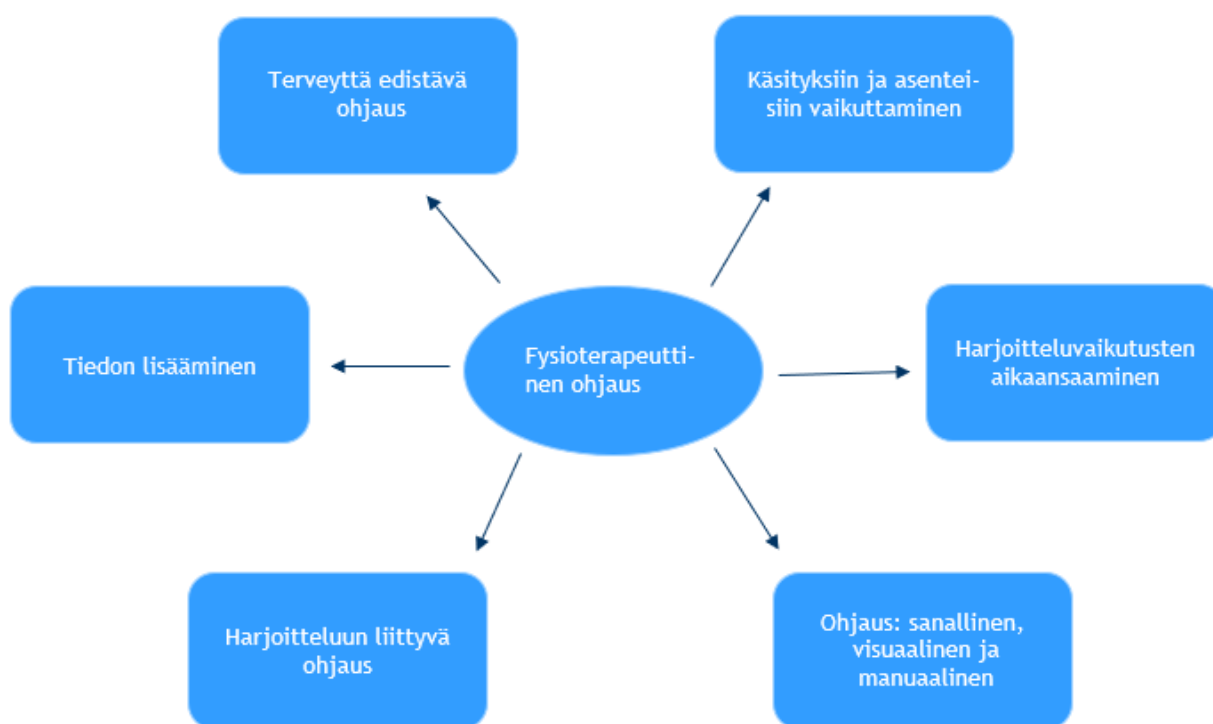 Terveyttä edistävä
ohjaus
Käsityksiin ja asentei-
siin vaikuttaminen
Tiedon lisääminen
Fysioterapeutti-
nen ohjaus
Harjoitteluvaikutusten
aikaansaaminen
Harjoitteluun liittyvä
ohjaus
Ohjaus: sanallinen,
visuaalinen ja
manuaalinen